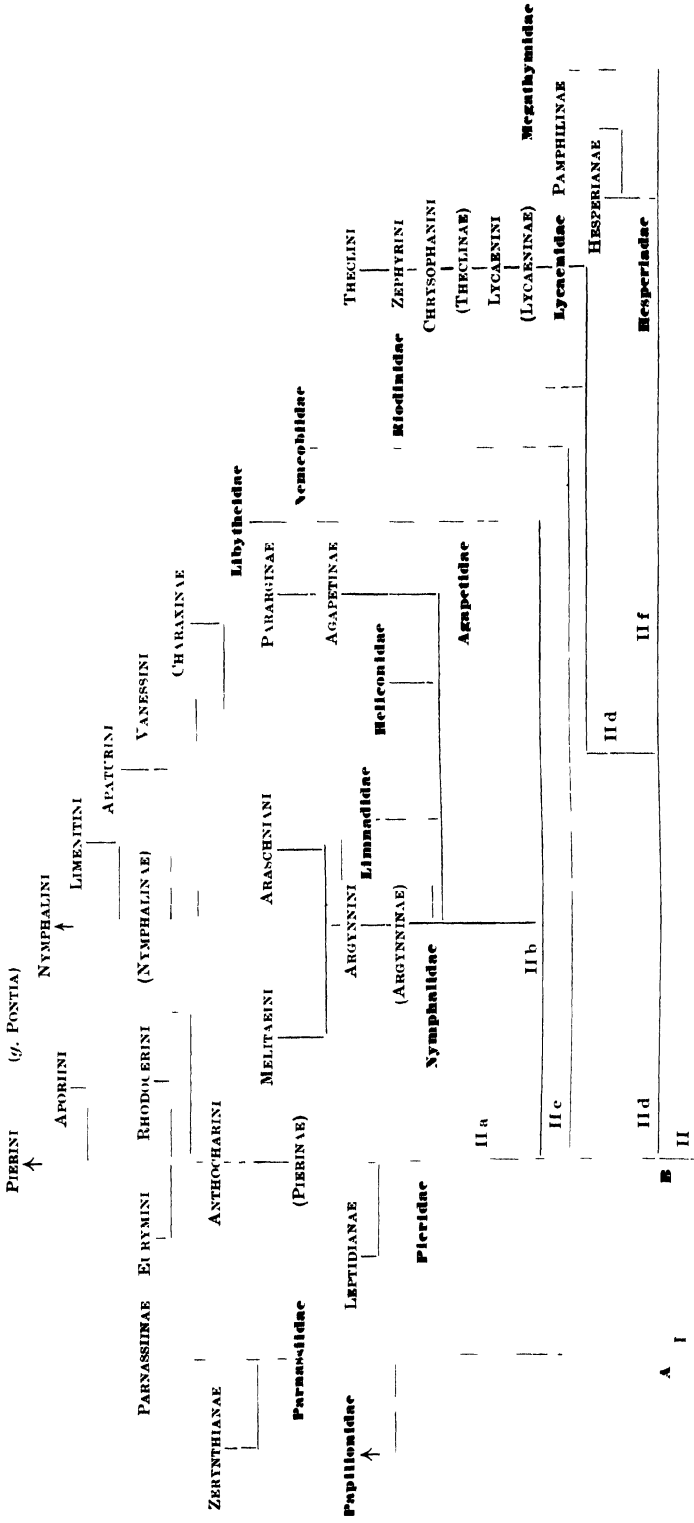 PIERINI (g. PONTIA)
NYMPHALINI
APORIINI
LIMENITINI
APATURINI
PARNASSIINAE
EURYMINI
RHODOCERINI
(NYMPHALINAE)
VANESSINI
CHARAXINAE
ZERYNTHIANAE
ANTHOCHARINI
Libytheidae
MELITAEINI
ARASCHNIANI
PARARGINAE
Parnassiidae
(PIERINAE)
Nemeobiidae
AGAPETINAE
Papilionidae
LEPTIDIANAE
ARGYNNINI
Limnadidae
THECLINI
Heliconidae
(ARGYNNINAE)
Riodinidae
ZEPHYRINI
Pieridae
Nymphalidae
CHRYSOPHANINI
Agapetidae
(THECLINAE)
II a
LYCAENINI
II b
(LYCAENINAE)
Megathymidae
II c
Lycaenidae
PAMPHILINAE
HESPERIANAE
II d
II d
II f
Hesperiadae
A
B
I
II